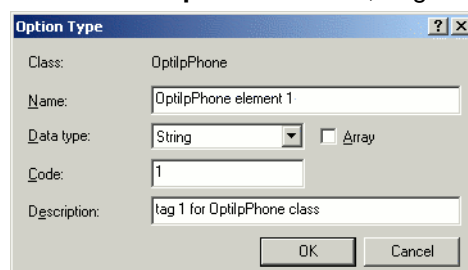 Option Type
Class: OptiIpPhone
Name: OptiIpPhone element 1
Data type: String Array
Code: 1
Description: tag 1 for OptiIpPhone class
OK Cancel